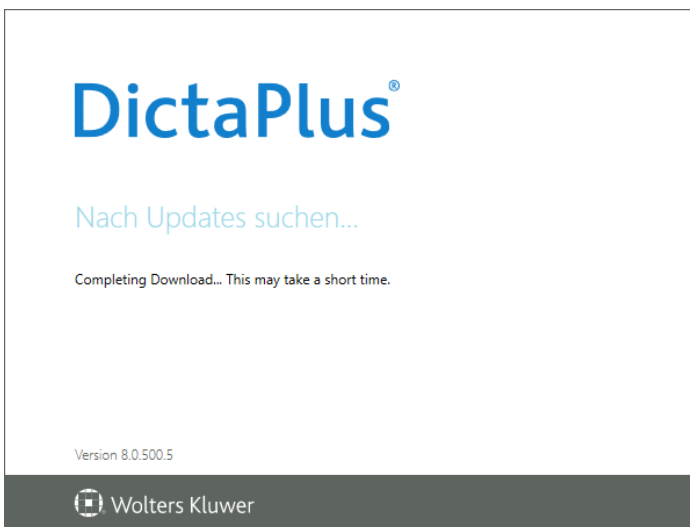 DictaPlus®
Nach Updates suchen...
Completing Download... This may take a short time.
Version 8.0.500.5
Wolters Kluwer